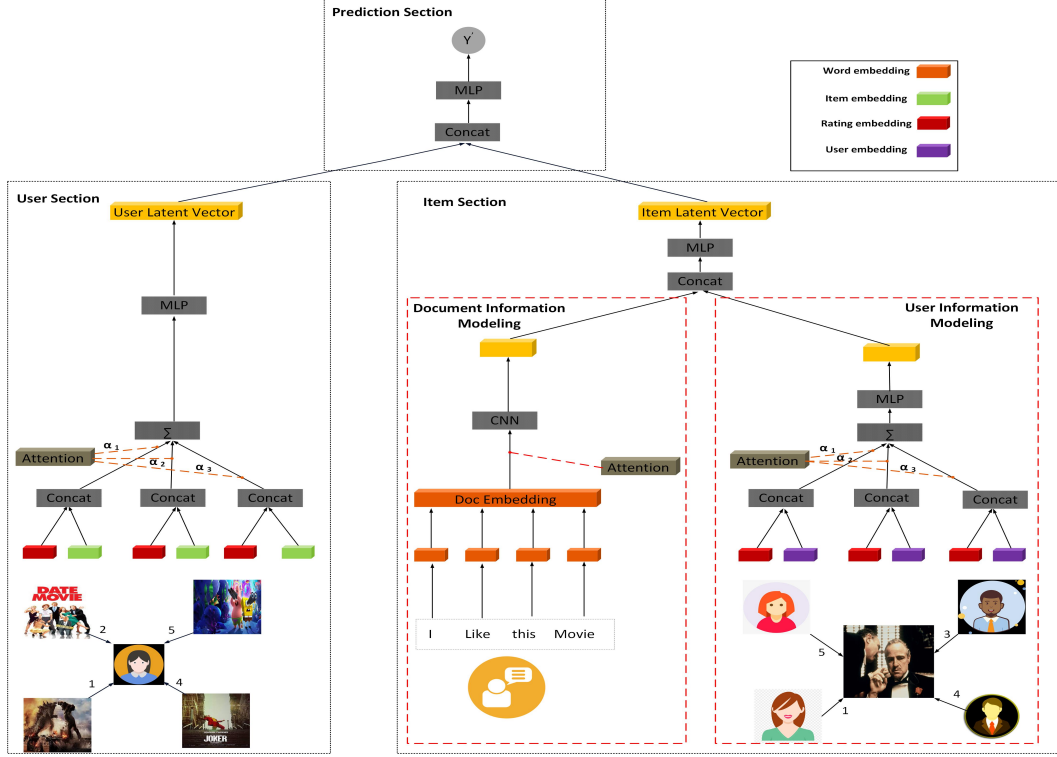 Prediction Section
Y'
MLP
Concat
Word embedding
Item embedding
Rating embedding
User embedding
User Section
User Latent Vector
MLP
Σ
Attention
α 1
α 2
α 3
Concat
Concat
Concat
DATE
MOVIE
2
5
1
4
JOKER
Item Section
Item Latent Vector
MLP
Concat
Document Information
Modeling
CNN
Attention
Doc Embedding
I Like this Movie
User Information
Modeling
MLP
Σ
Attention
α 1
α 2
α 3
Concat
Concat
Concat
5
3
1
4